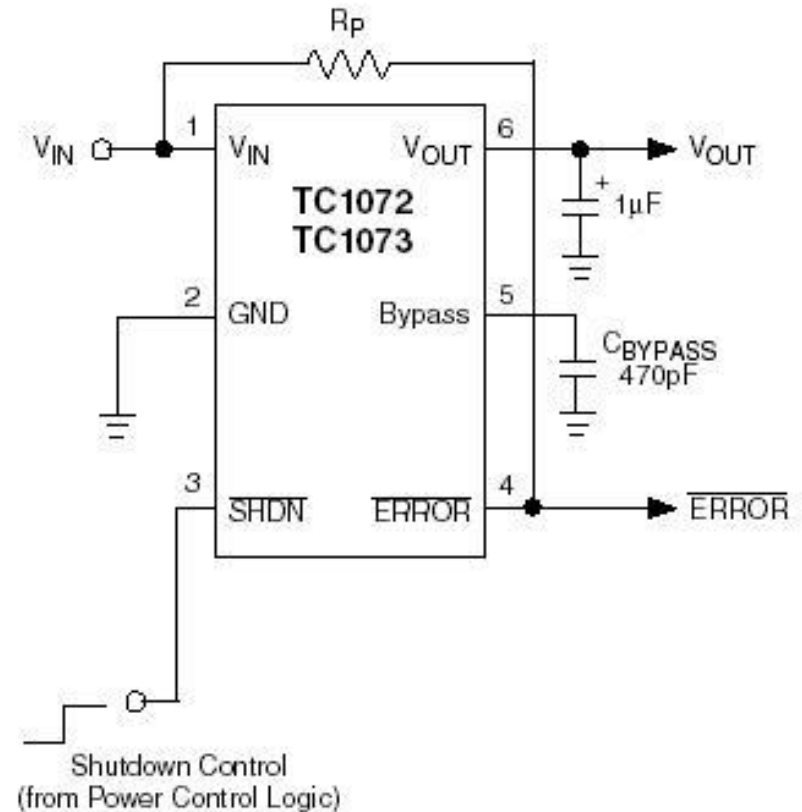 RP
1
6
VIN
VIN
VOUT
VOUT
TC1072
TC1073
+
1µF
2
5
GND
Bypass
CBYPASS
470pF
3
4
SHDN
ERROR
ERROR
Shutdown Control
(from Power Control Logic)